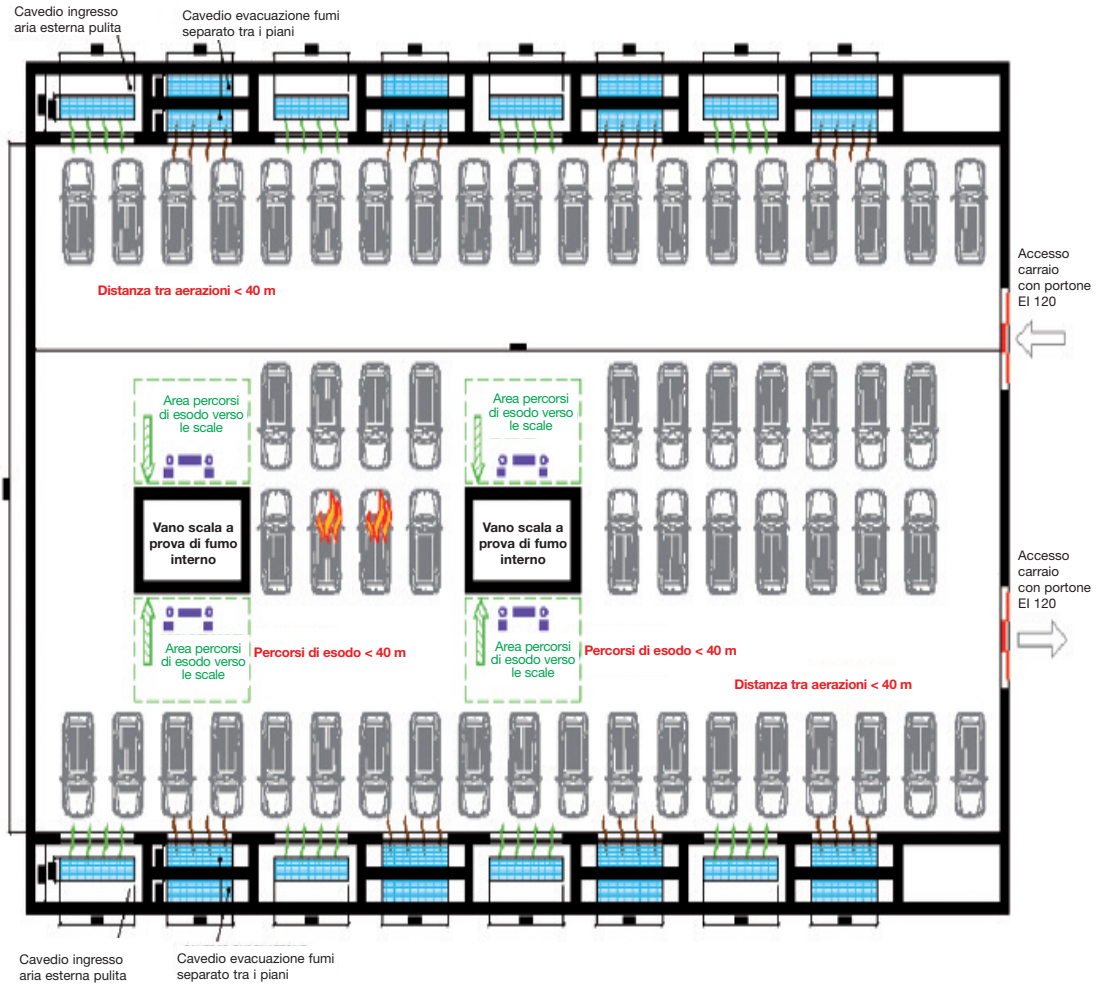 Cavedio ingresso
aria esterna pulita
Cavedio evacuazione fumi
separato tra i piani
Distanza tra aerazioni < 40 m
Accesso
carraio
con portone
EI 120
Area percorsi
di esodo verso
le scale
Area percorsi
di esodo verso
le scale
Vano scala a
prova di fumo
interno
Vano scala a
prova di fumo
interno
Accesso
carraio
con portone
EI 120
Area percorsi
di esodo verso
le scale
Percorsi di esodo < 40 m
Area percorsi
di esodo verso
le scale
Percorsi di esodo < 40 m
Distanza tra aerazioni < 40 m
Cavedio ingresso
aria esterna pulita
Cavedio evacuazione fumi
separato tra i piani